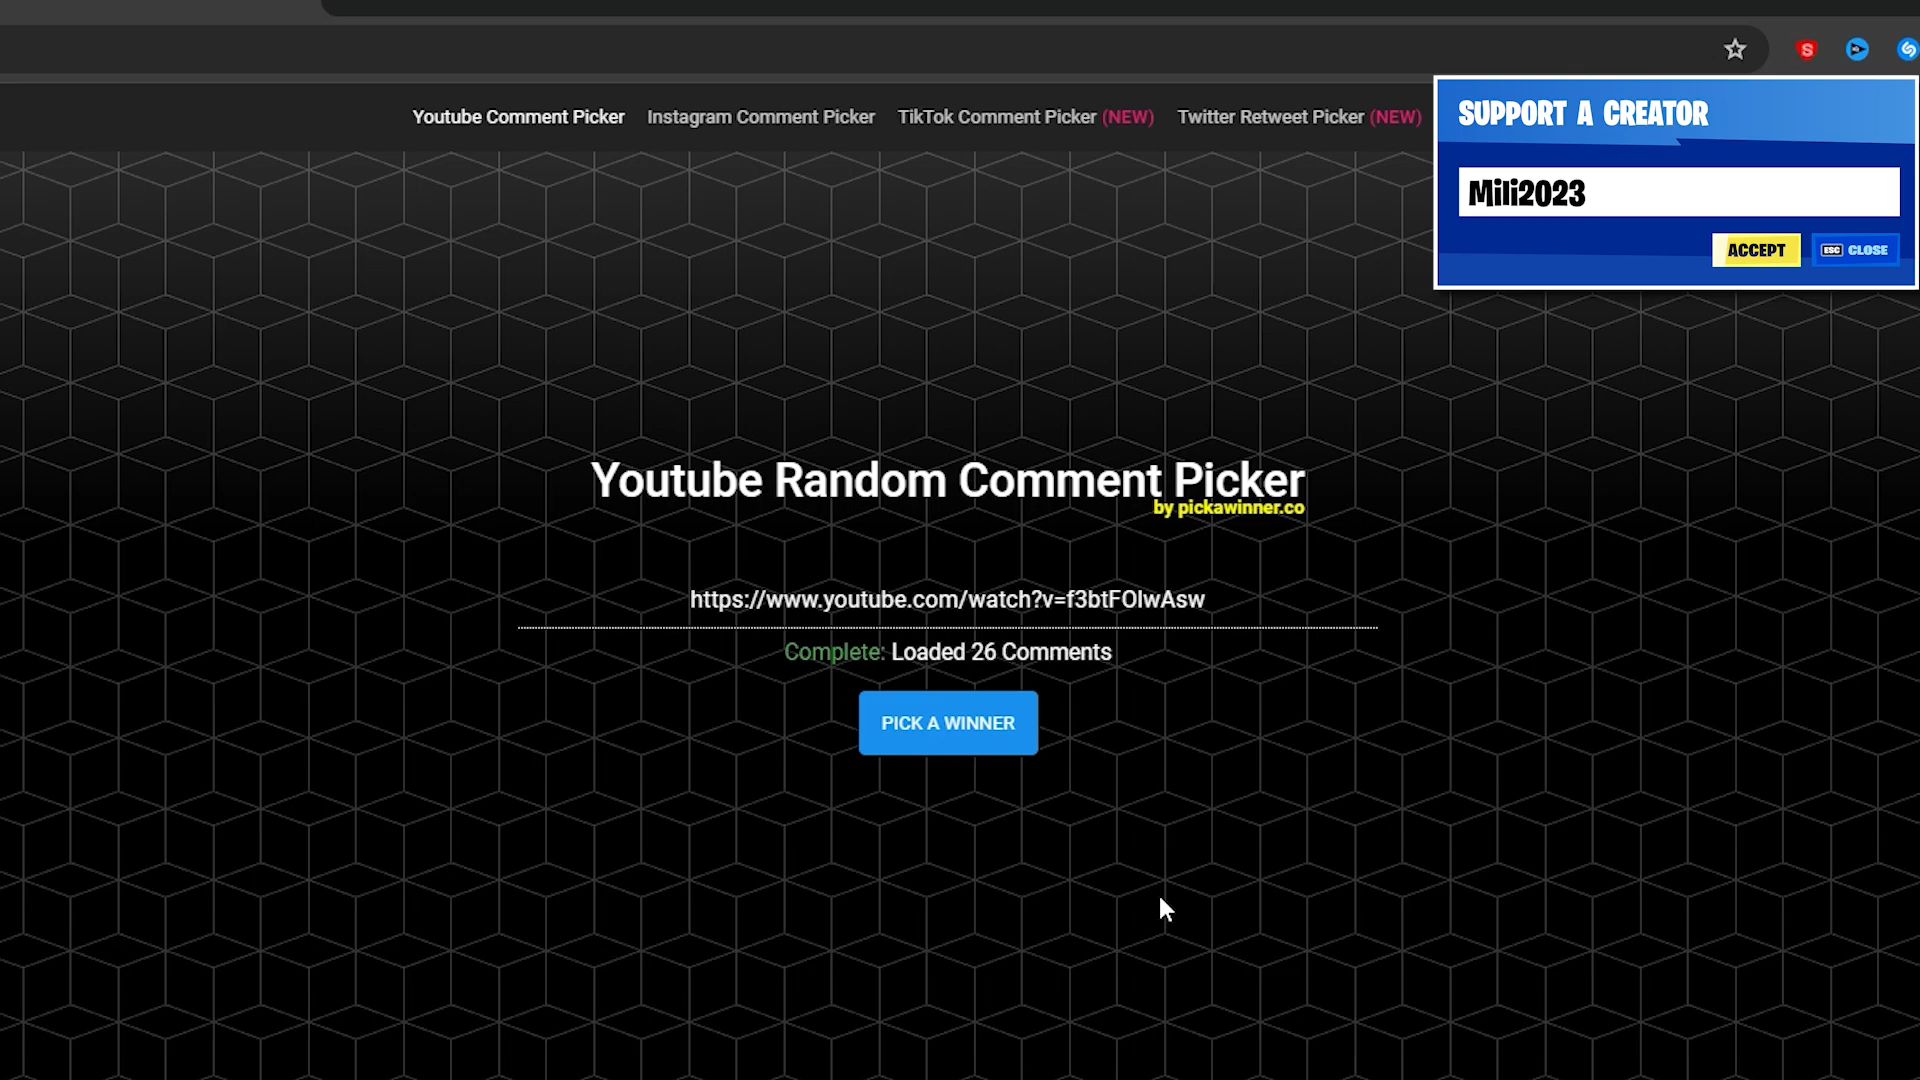 Youtube Comment Picker Instagram Comment Picker TikTok Comment Picker (NEW) Twitter Retweet Picker (NEW)
SUPPORT A CREATOR
Mili2023
ACCEPT ESC CLOSE
Youtube Random Comment Picker
by pickawinner.co
https://www.youtube.com/watch?v=f3btFOlwAsw
Complete: Loaded 26 Comments
PICK A WINNER